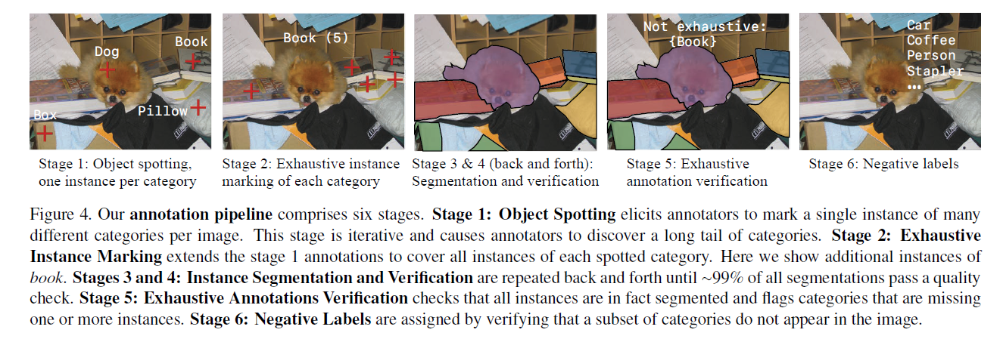 Dog
Book
Pillow
Box
Book (5)
Not exhaustive:
{Book}
Car
Coffee
Person
Stapler
...
Stage 1: Object spotting,
one instance per category
Stage 2: Exhaustive instance
marking of each category
Stage 3 & 4 (back and forth):
Segmentation and verification
Stage 5: Exhaustive
annotation verification
Stage 6: Negative labels
Figure 4. Our annotation pipeline comprises six stages. Stage 1: Object Spotting elicits annotators to mark a single instance of many
different categories per image. This stage is iterative and causes annotators to discover a long tail of categories. Stage 2: Exhaustive
Instance Marking extends the stage 1 annotations to cover all instances of each spotted category. Here we show additional instances of
book. Stages 3 and 4: Instance Segmentation and Verification are repeated back and forth until ∼99% of all segmentations pass a quality
check. Stage 5: Exhaustive Annotations Verification checks that all instances are in fact segmented and flags categories that are missing
one or more instances. Stage 6: Negative Labels are assigned by verifying that a subset of categories do not appear in the image.